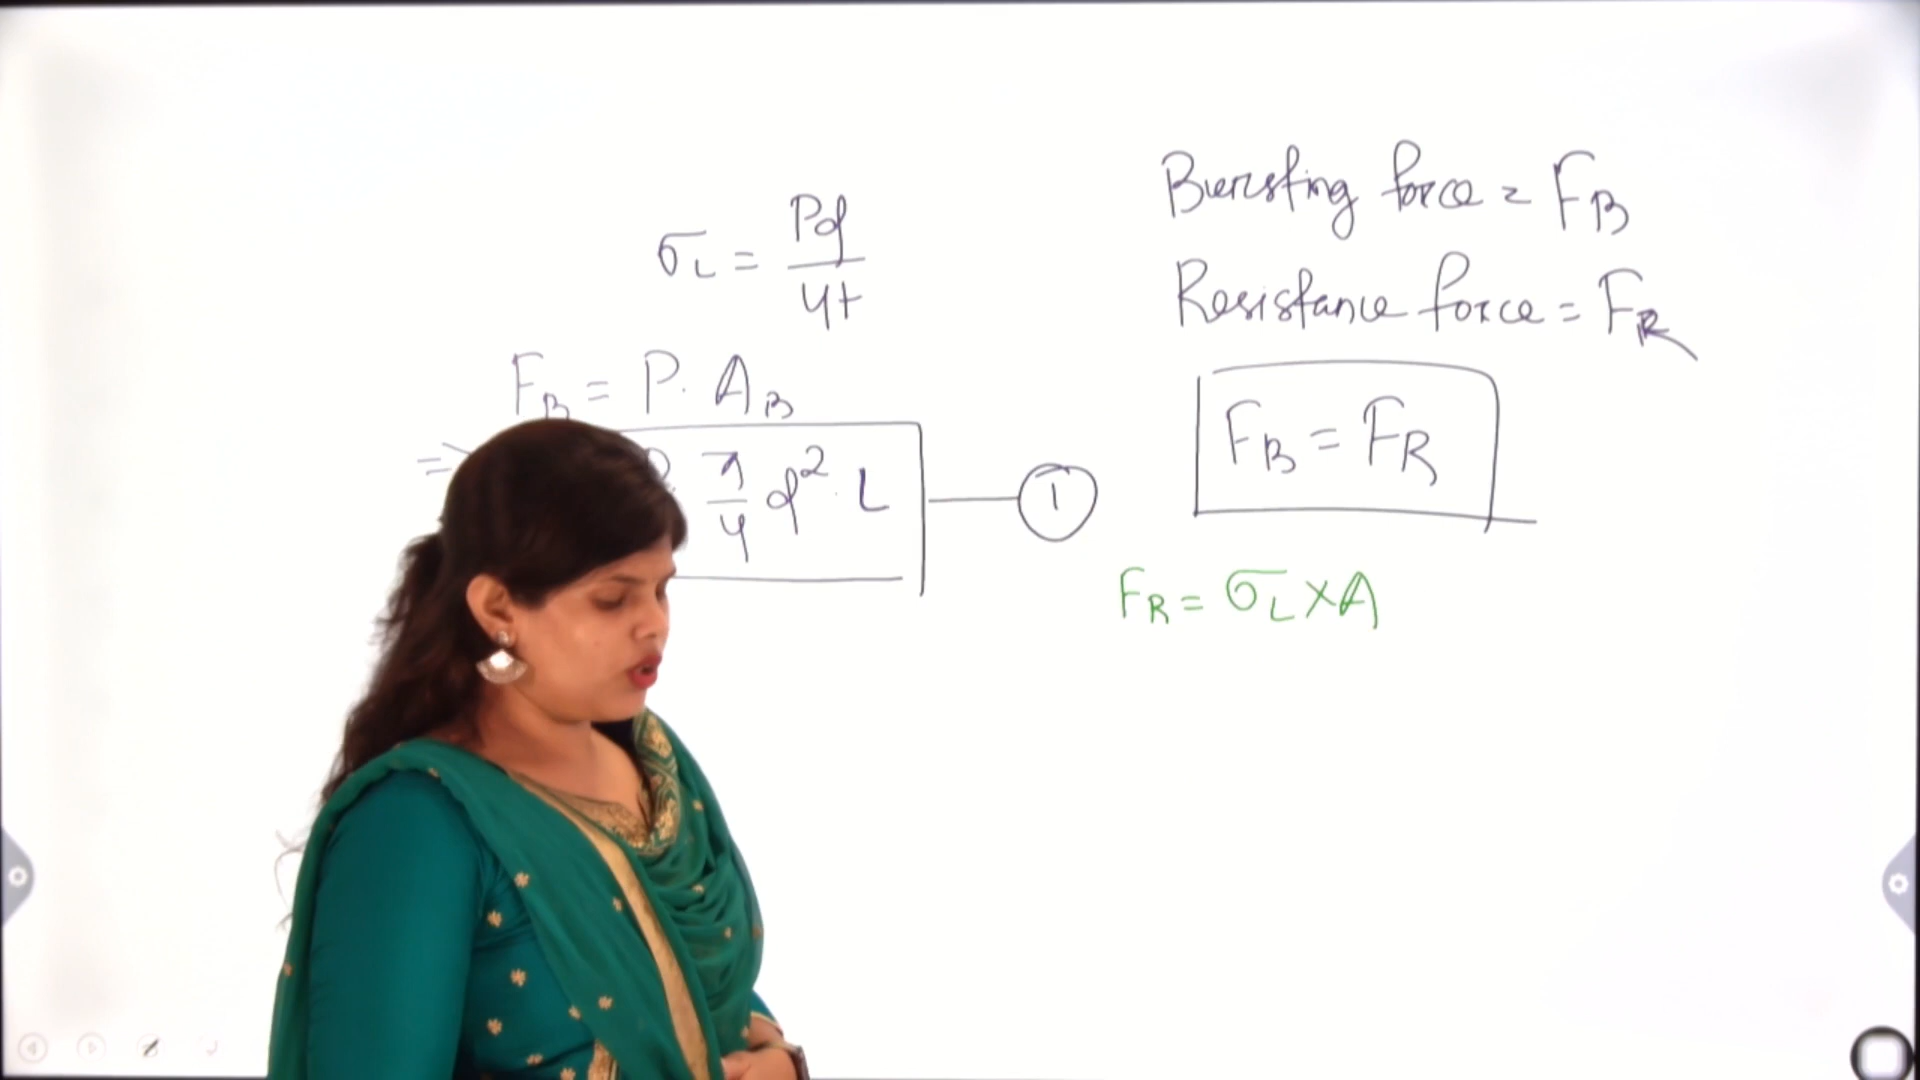 σL = Pd/4t
FB = P. AB
⇒ P. π/4 d². L
1
Bursting force = FB
Resistance force = FR
FB = FR
FR = σL × A